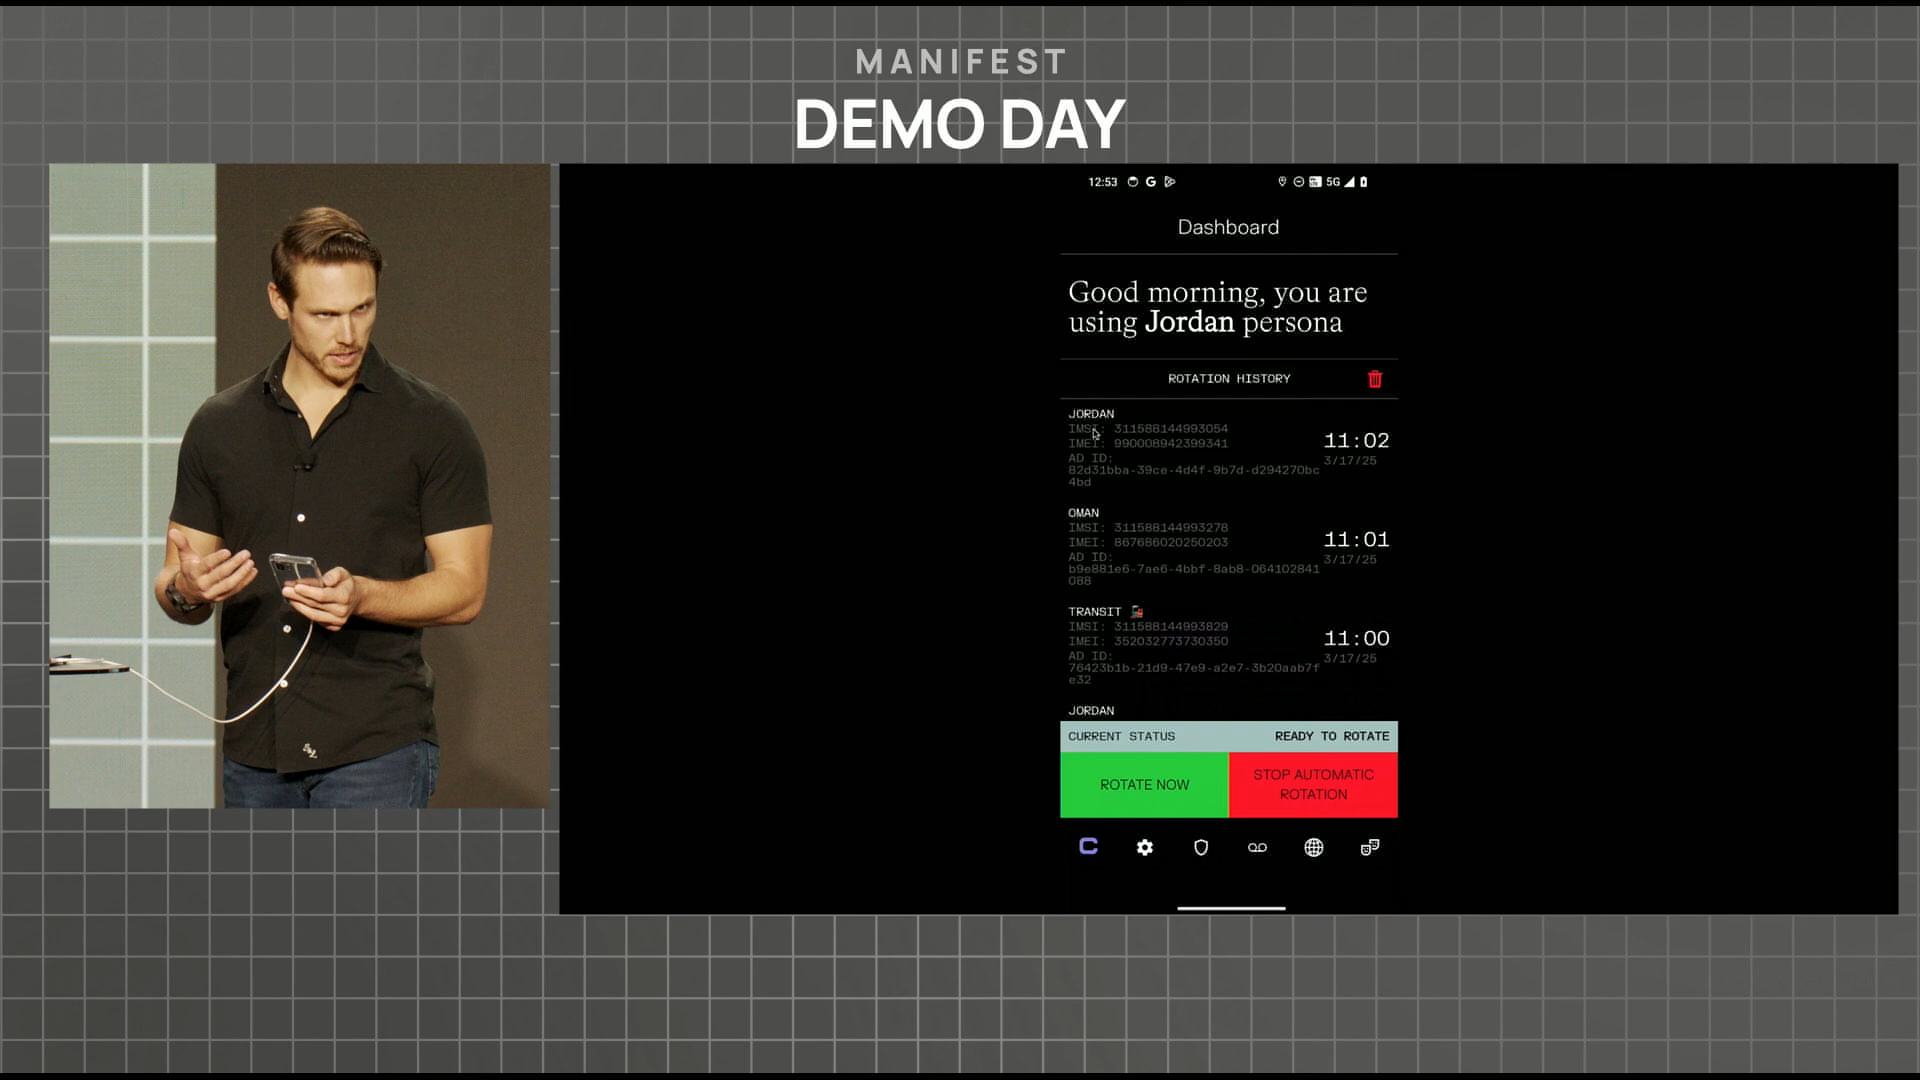 MANIFEST
DEMO DAY
12:53
5G
Dashboard
Good morning, you are
using Jordan persona
ROTATION HISTORY
JORDAN
IMSI: 311588144993054
IMEI: 990008942399341
AD ID:
82d31bba-39ce-4d4f-9b7d-d294270bc
4bd
11:02
3/17/25
OMAN
IMSI: 311588144993278
IMEI: 867686020250203
AD ID:
b9e881e6-7ae6-4bbf-8ab8-064102841
088
11:01
3/17/25
TRANSIT
IMSI: 311588144993829
IMEI: 352032773730350
AD ID:
76423b1b-21d9-47e9-a2e7-3b20aab7f
e32
11:00
3/17/25
JORDAN
CURRENT STATUS READY TO ROTATE
ROTATE NOW
STOP AUTOMATIC
ROTATION